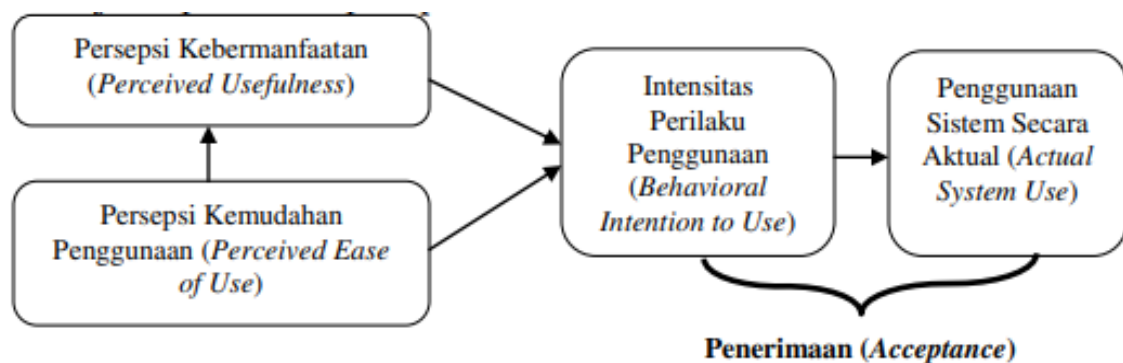 Persepsi Kebermanfaatan
(Perceived Usefulness)
Persepsi Kemudahan
Penggunaan (Perceived Ease
of Use)
Intensitas
Perilaku
Penggunaan
(Behavioral
Intention to Use)
Penggunaan
Sistem Secara
Aktual (Actual
System Use)
Penerimaan (Acceptance)